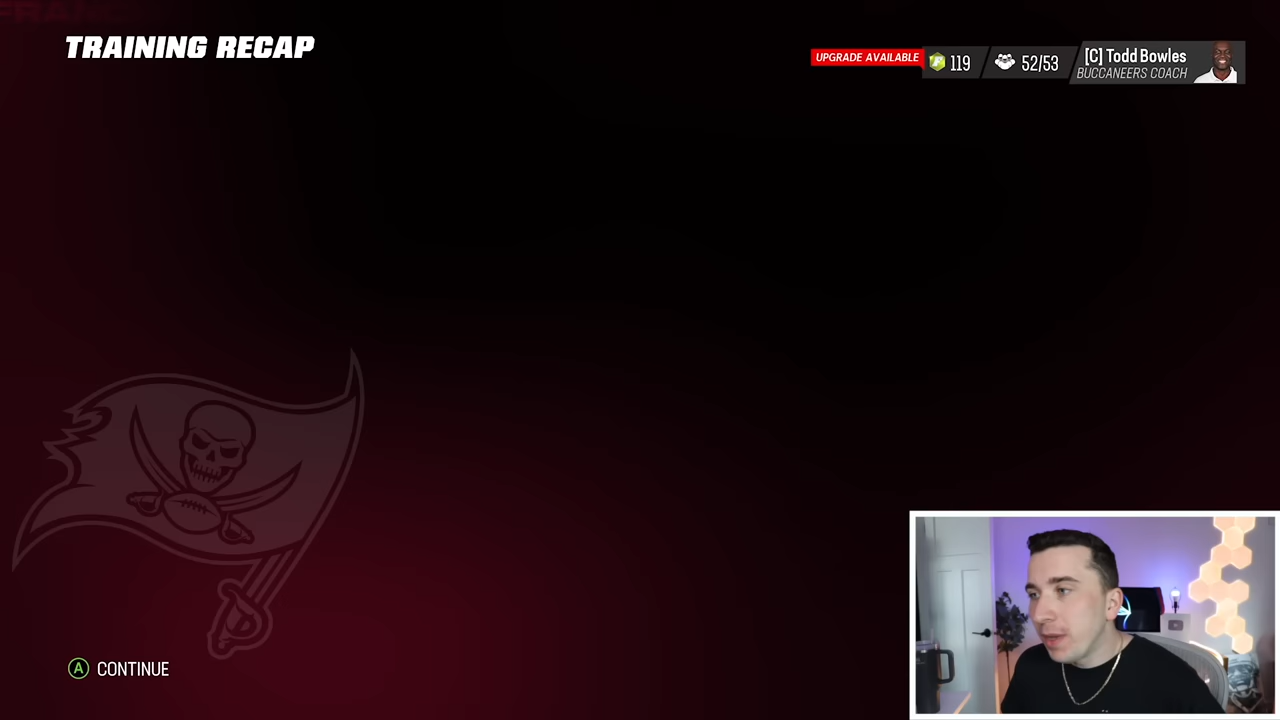 TRAINING RECAP
UPGRADE AVAILABLE
119
52/53
[C] Todd Bowles
BUCCANEERS COACH
A CONTINUE